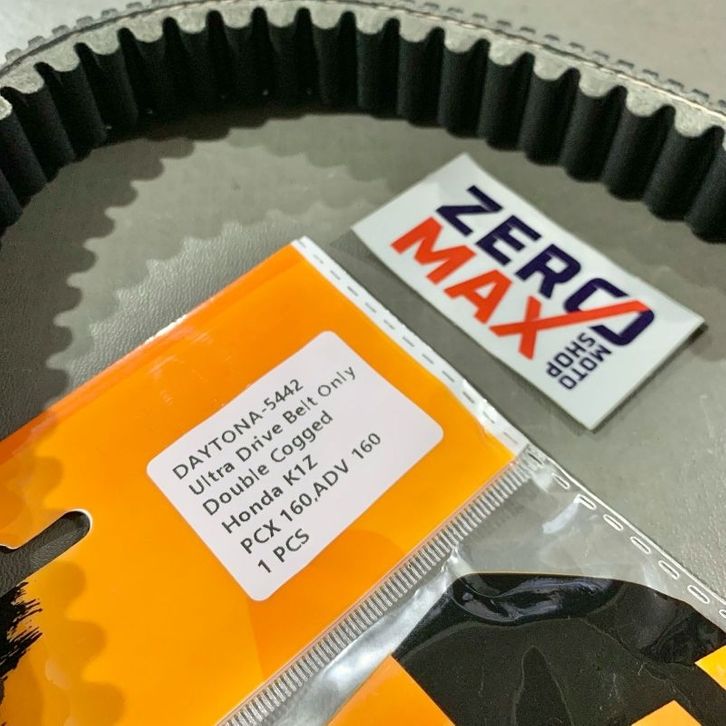 ZERO
MAX
MOTO
SHOP
DAYTONA-5442
Ultra Drive Belt Only
Double Cogged
Honda K1Z
PCX 160,ADV 160
1 PCS